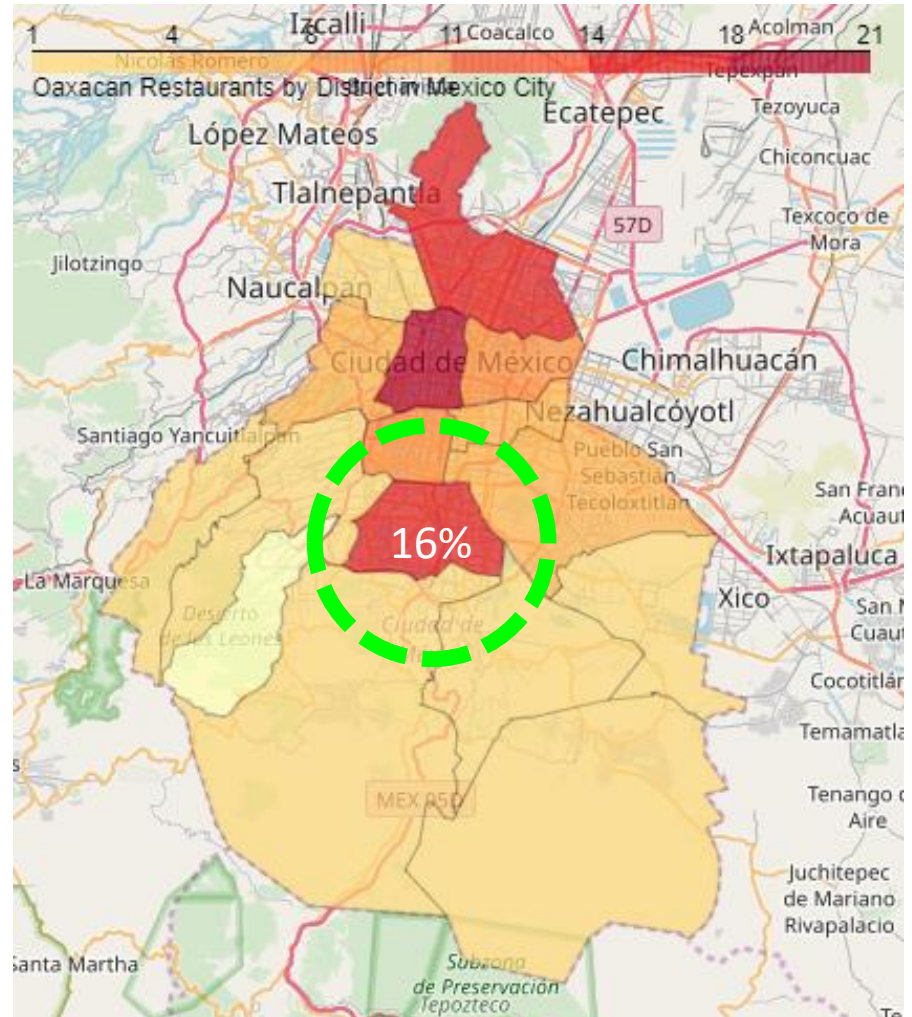 Izcalli
1 4 8 11 Coacalco 14 18 Acolman 21
Nicolás Romero
Tepexpan
Oaxacan Restaurants by District in Mexico City
Ecatepec
Tezoyuca
López Mateos
Chiconcuac
Tlalnepantla
57D
Texcoco de
Mora
Jilotzingo
Naucalpan
Ciudad de México
Chimalhuacán
Nezahualcóyotl
Santiago Yancuitlalpan
Pueblo San
Sebastián
Tecoloxtitlan
San Fran
Acuaut
16%
Ixtapaluca
La Marquesa
Xico
San
Cuaut
Desierto
de los Leones
Ciudad de
Cocotitlán
Temamatla
MEX 95D
Tenango
Aire
Juchitepec
de Mariano
Rivapalacio
Santa Martha
Subzona
de Preservación
Tepozteco
Te